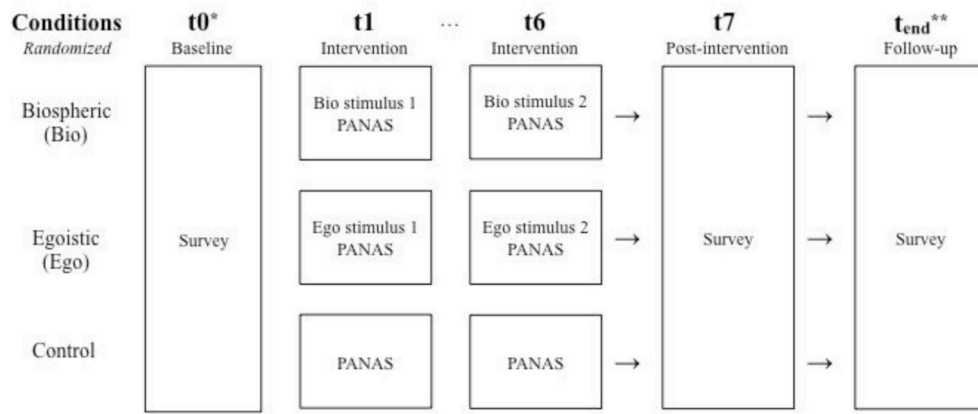 Conditions t0* t1 ... t6 t7 tend**
Randomized Baseline Intervention Intervention Post-intervention Follow-up
Biospheric
(Bio)
Bio stimulus 1
PANAS
Bio stimulus 2
PANAS
→ →
Egoistic
(Ego)
Survey
Ego stimulus 1
PANAS
Ego stimulus 2
PANAS
→ Survey → Survey
Control
PANAS PANAS → →